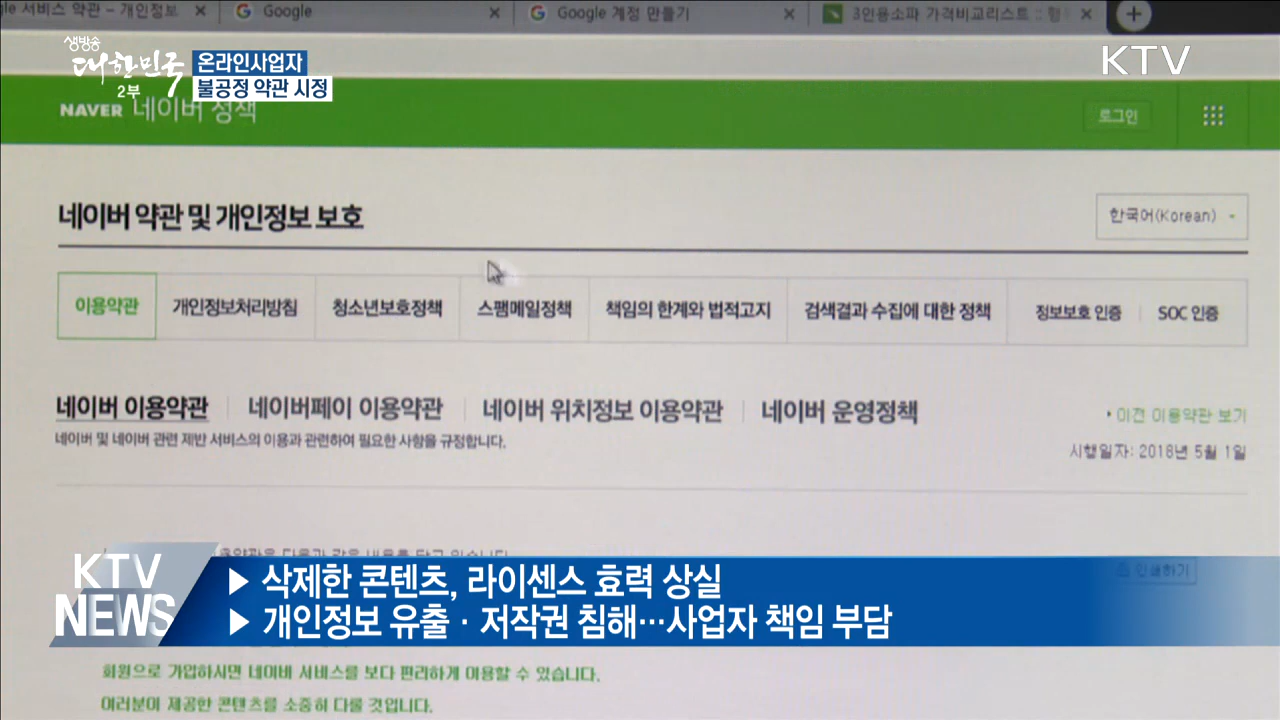 gle 서비스 약관 – 개인정보 × Google × Google 계정 만들기 × 3인용소파 가격비교리스트 :: × +
생방송 대한민국 2부
온라인사업자
불공정 약관 시정
KTV
NAVER 네이버 정책 로그인
네이버 약관 및 개인정보 보호 한국어(Korean)
이용약관 개인정보처리방침 청소년보호정책 스팸메일정책 책임의 한계와 법적고지 검색결과 수집에 대한 정책 정보보호 인증 SOC 인증
네이버 이용약관 네이버페이 이용약관 네이버 위치정보 이용약관 네이버 운영정책
이전 이용약관 보기
네이버 및 네이버 관련 제반 서비스의 이용과 관련하여 필요한 사항을 규정합니다.
시행일자: 2018년 5월 1일
인쇄하기
KTV NEWS
▶ 삭제한 콘텐츠, 라이센스 효력 상실
▶ 개인정보 유출 · 저작권 침해…사업자 책임 부담
회원으로 가입하시면 네이버 서비스를 보다 편리하게 이용할 수 있습니다.
여러분이 제공한 콘텐츠를 소중히 다룰 것입니다.